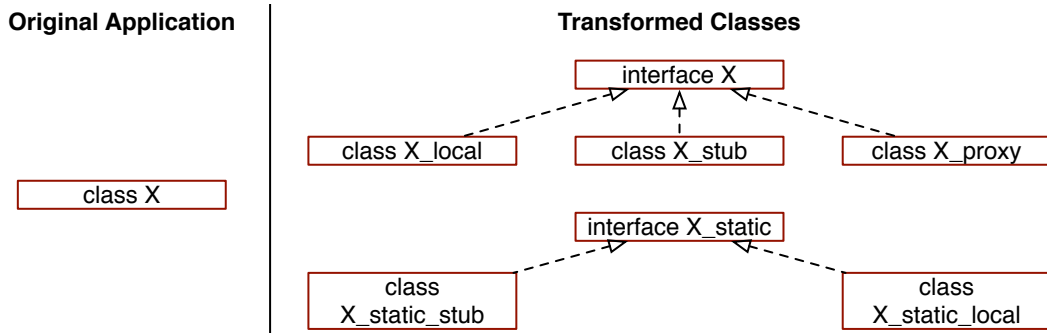 Original Application
Transformed Classes
interface X
class X_local
class X_stub
class X_proxy
class X
interface X_static
class
X_static_stub
class
X_static_local